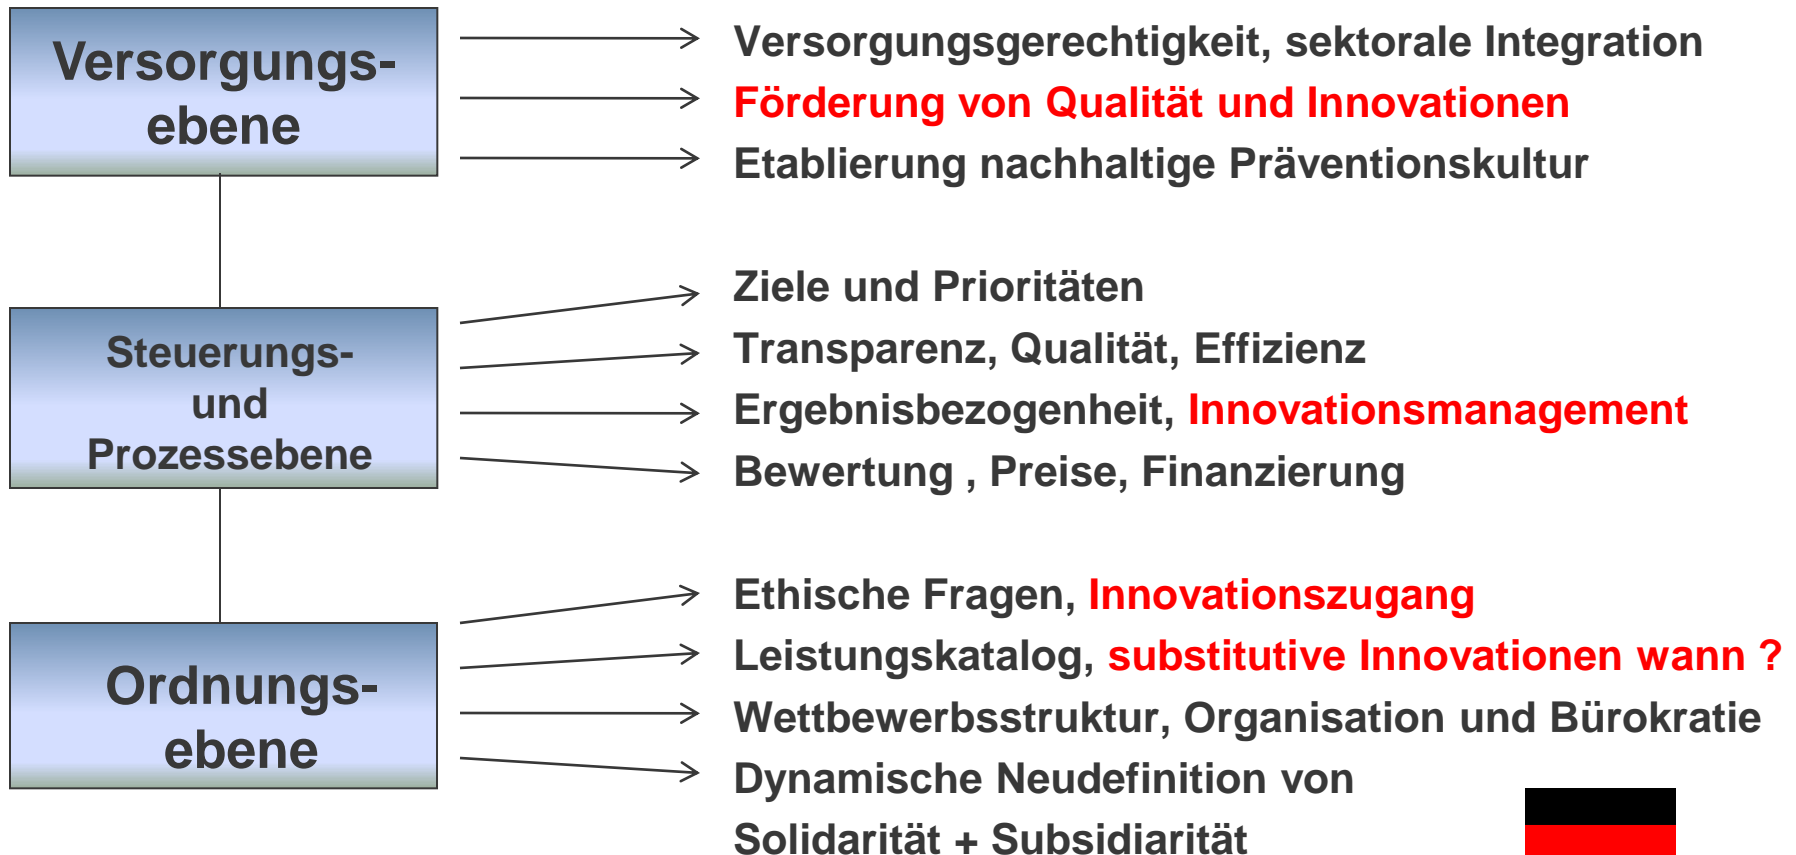 Versorgungs-
ebene
Versorgungsgerechtigkeit, sektorale Integration
Förderung von Qualität und Innovationen
Etablierung nachhaltige Präventionskultur
Steuerungs-
und
Prozessebene
Ziele und Prioritäten
Transparenz, Qualität, Effizienz
Ergebnisbezogenheit, Innovationsmanagement
Bewertung , Preise, Finanzierung
Ordnungs-
ebene
Ethische Fragen, Innovationszugang
Leistungskatalog, substitutive Innovationen wann ?
Wettbewerbsstruktur, Organisation und Bürokratie
Dynamische Neudefinition von
Solidarität + Subsidiarität